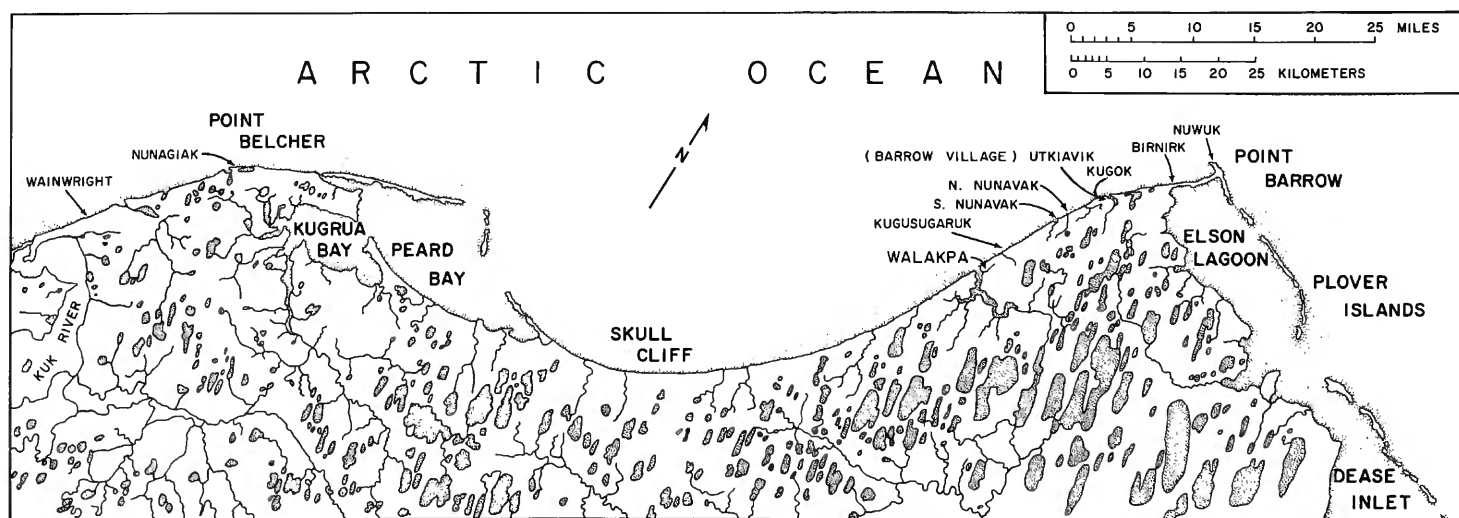 0 5 10 15 20 25 MILES
0 5 10 15 20 25
KILOMETERS
ARCTIC OCEAN
POINT
BELCHER
NUNAGIAK
WAINWRIGHT
KUGRUA
BAY
PEARD
BAY
KUK RIVER
N
SKULL
CLIFF
NUWUK
BIRNIRK
POINT
BARROW
(BARROW VILLAGE) UTKIAVIK
KUGOK
N. NUNAVAK
S. NUNAVAK
KUGUSUGARUK
WALAKPA
ELSON
LAGOON
PLOVER
ISLANDS
DEASE
INLET